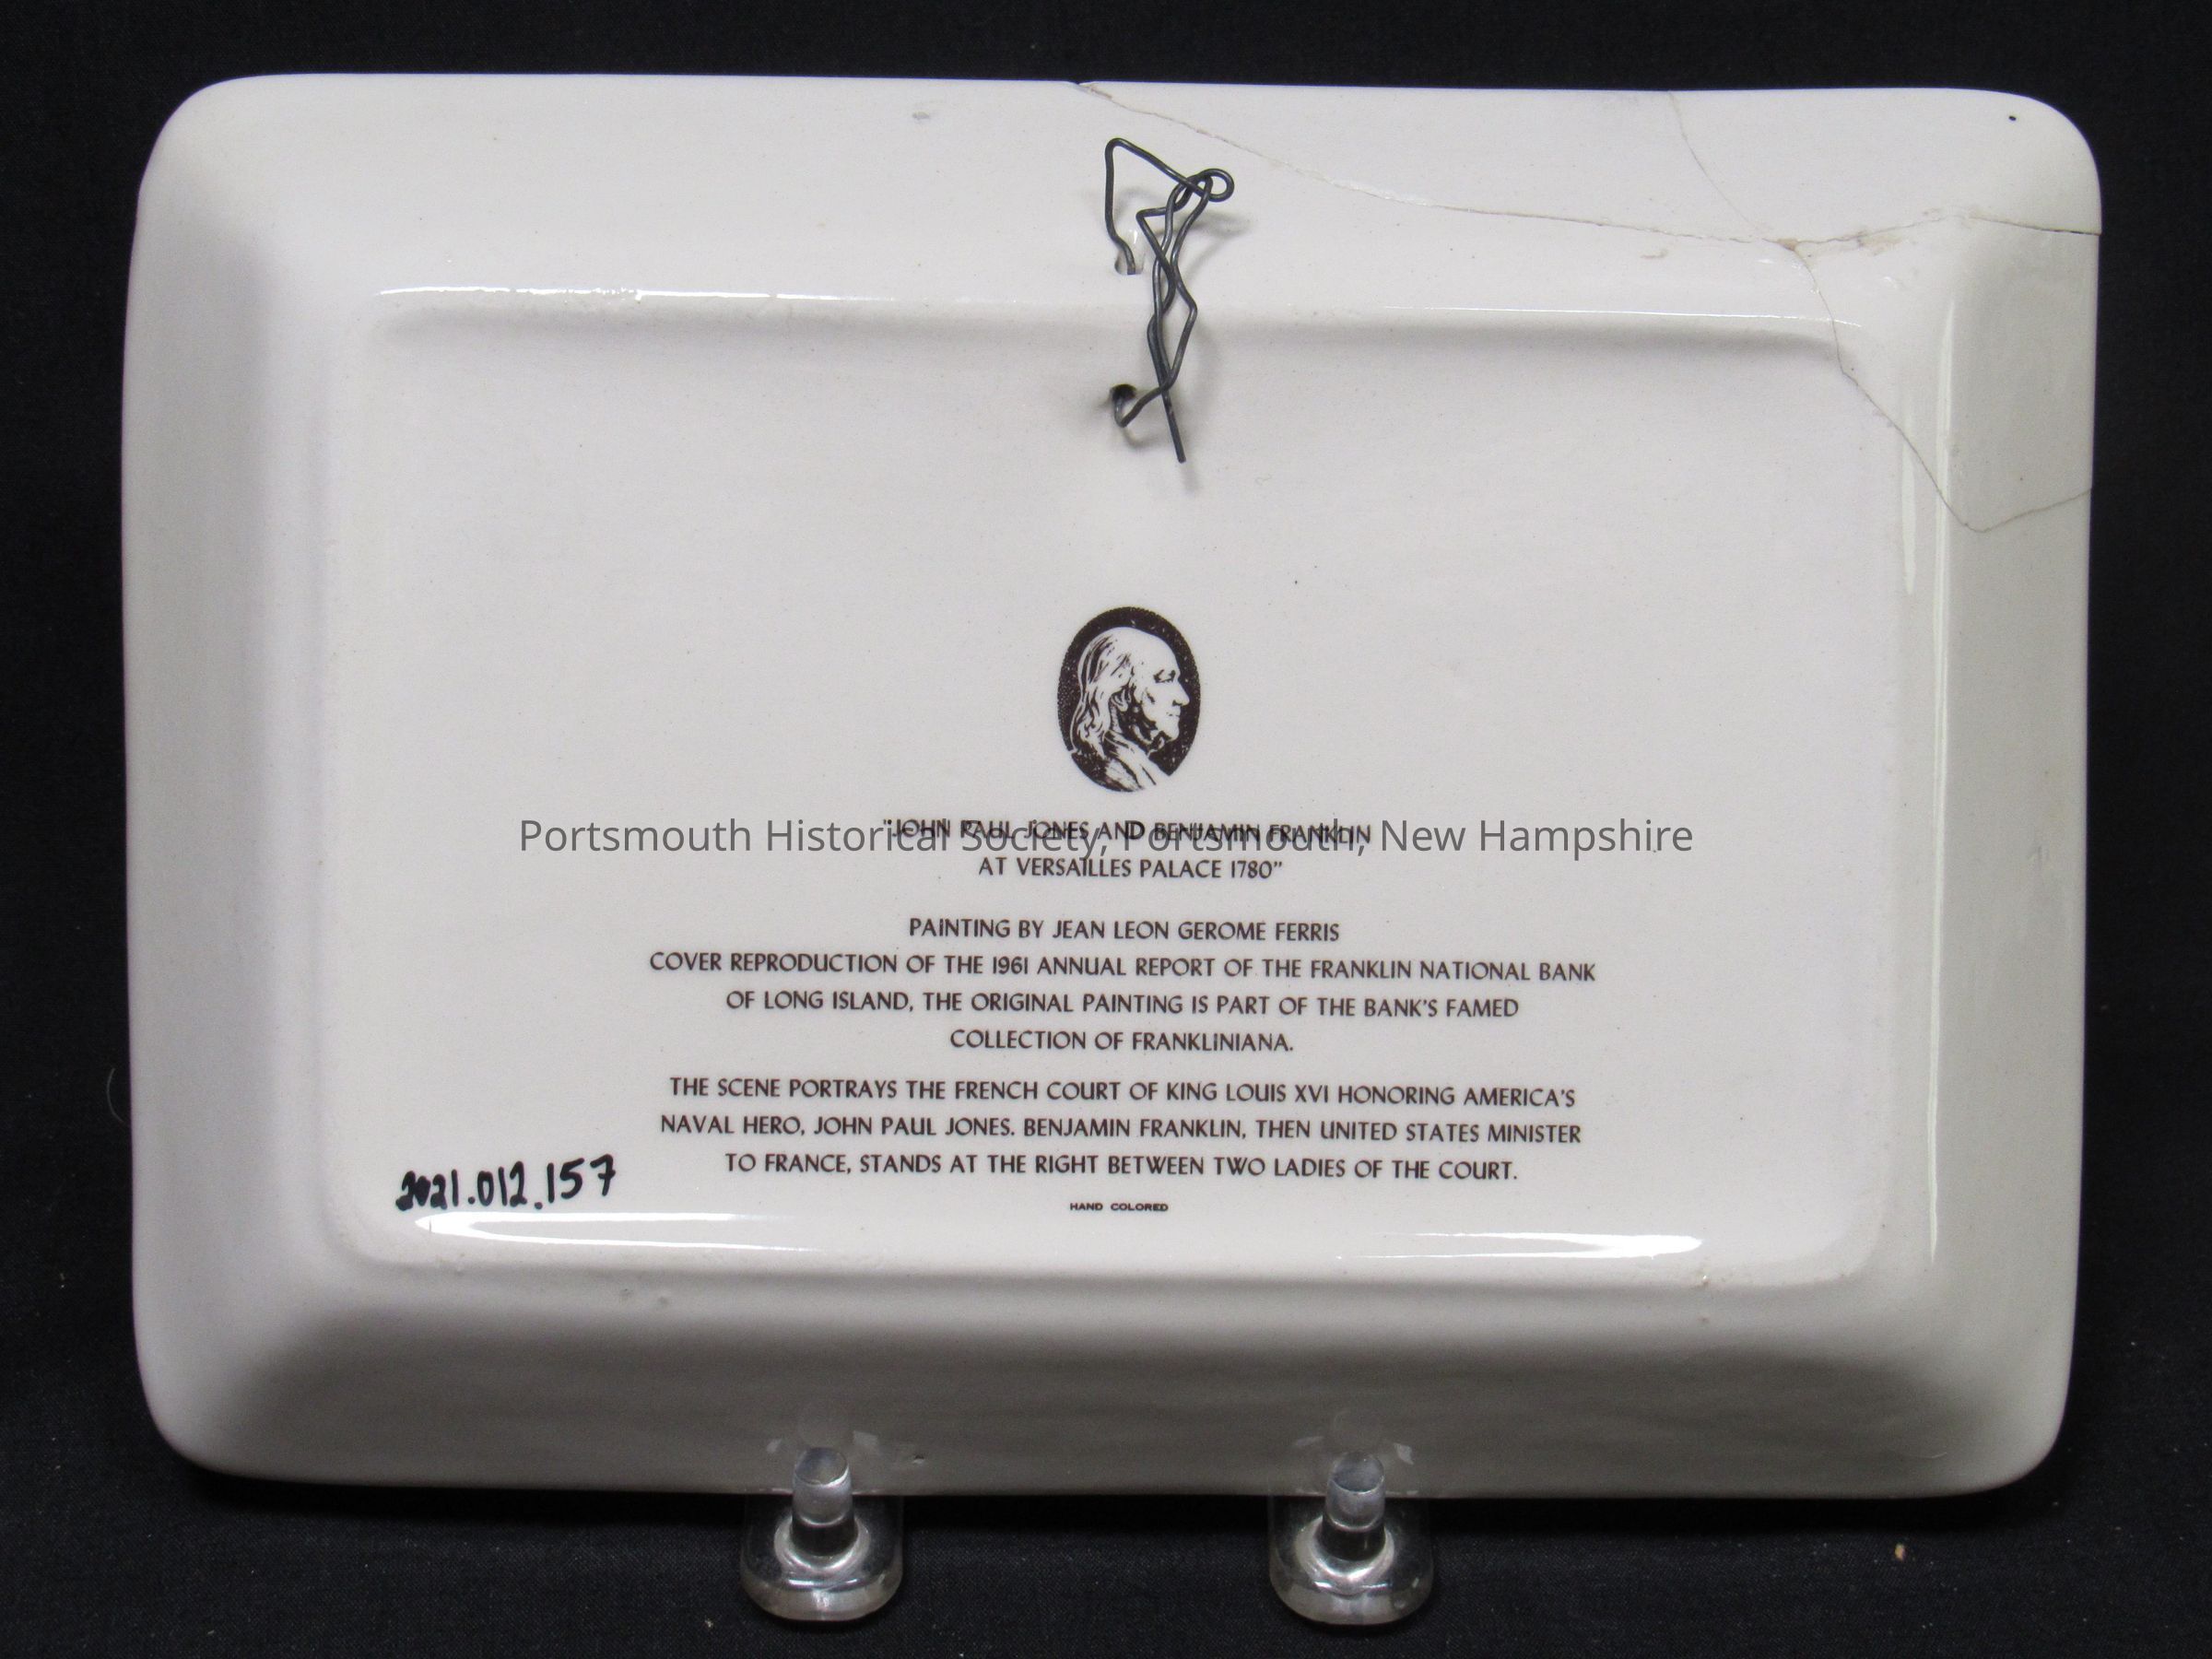 "JOHN PAUL JONES AND BENJAMIN FRANKLIN
Portsmouth Historical Society, Portsmouth, New Hampshire
AT VERSAILLES PALACE 1780"
PAINTING BY JEAN LEON GEROME FERRIS
COVER REPRODUCTION OF THE 1961 ANNUAL REPORT OF THE FRANKLIN NATIONAL BANK
OF LONG ISLAND, THE ORIGINAL PAINTING IS PART OF THE BANK'S FAMED
COLLECTION OF FRANKLINIANA.
THE SCENE PORTRAYS THE FRENCH COURT OF KING LOUIS XVI HONORING AMERICA'S
NAVAL HERO, JOHN PAUL JONES. BENJAMIN FRANKLIN, THEN UNITED STATES MINISTER
TO FRANCE, STANDS AT THE RIGHT BETWEEN TWO LADIES OF THE COURT.
2021.012.157
HAND COLORED